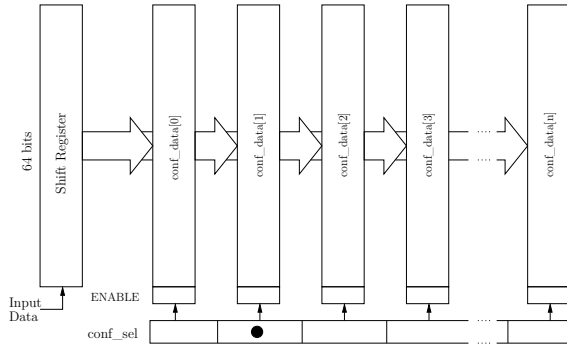 64 bits
Shift Register
conf_data[0]
conf_data[1]
conf_data[2]
conf_data[3]
conf_data[n]
Input
Data
ENABLE
conf_sel